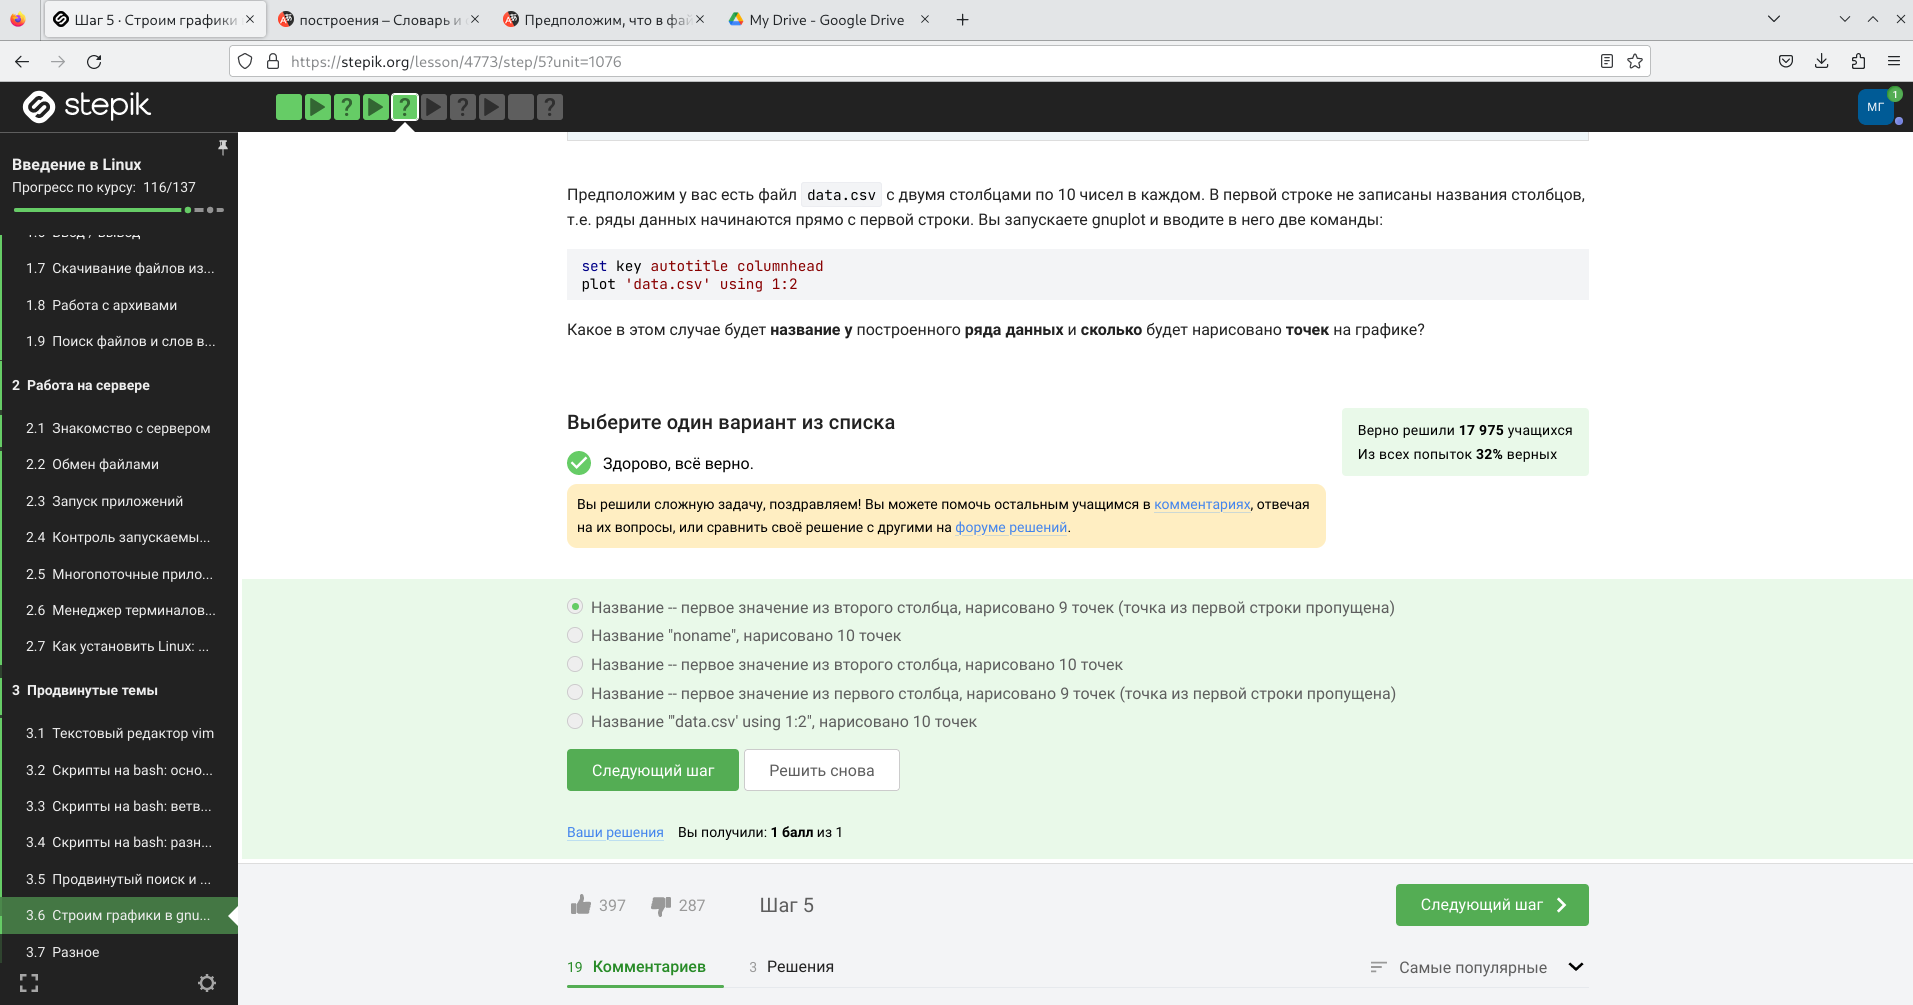 Шаг 5 · Строим графики
построения – Словарь и
Предположим, что в фай
My Drive - Google Drive
https://stepik.org/lesson/4773/step/5?unit=1076
stepik
? ? ? ?
МГ
1
Введение в Linux
Прогресс по курсу: 116/137
1.6 Ввод / Вывод
1.7 Скачивание файлов из...
1.8 Работа с архивами
1.9 Поиск файлов и слов в...
2 Работа на сервере
2.1 Знакомство с сервером
2.2 Обмен файлами
2.3 Запуск приложений
2.4 Контроль запускаемы...
2.5 Многопоточные прило...
2.6 Менеджер терминалов...
2.7 Как установить Linux: ...
3 Продвинутые темы
3.1 Текстовый редактор vim
3.2 Скрипты на bash: осно...
3.3 Скрипты на bash: ветв...
3.4 Скрипты на bash: разн...
3.5 Продвинутый поиск и ...
3.6 Строим графики в gnu...
3.7 Разное
Предположим у вас есть файл data.csv с двумя столбцами по 10 чисел в каждом. В первой строке не записаны названия столбцов,
т.е. ряды данных начинаются прямо с первой строки. Вы запускаете gnuplot и вводите в него две команды:
set key autotitle columnhead
plot 'data.csv' using 1:2
Какое в этом случае будет название у построенного ряда данных и сколько будет нарисовано точек на графике?
Выберите один вариант из списка
Верно решили 17 975 учащихся
Из всех попыток 32% верных
Здорово, всё верно.
Вы решили сложную задачу, поздравляем! Вы можете помочь остальным учащимся в комментариях, отвечая
на их вопросы, или сравнить своё решение с другими на форуме решений.
Название -- первое значение из второго столбца, нарисовано 9 точек (точка из первой строки пропущена)
Название "noname", нарисовано 10 точек
Название -- первое значение из второго столбца, нарисовано 10 точек
Название -- первое значение из первого столбца, нарисовано 9 точек (точка из первой строки пропущена)
Название "'data.csv' using 1:2", нарисовано 10 точек
Следующий шаг
Решить снова
Ваши решения Вы получили: 1 балл из 1
397
287
Шаг 5
Следующий шаг
19 Комментариев
3 Решения
Самые популярные